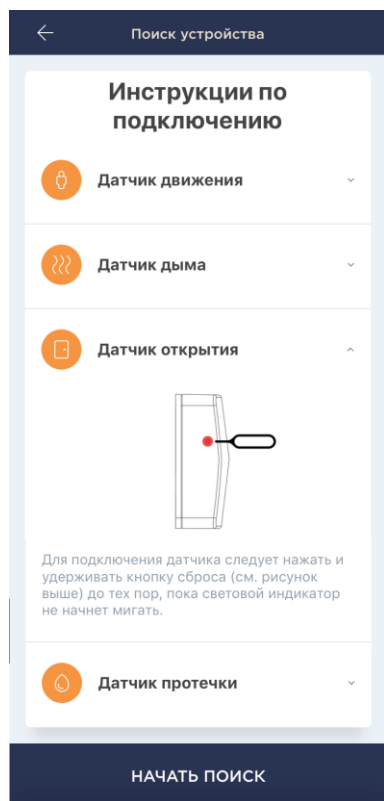 Поиск устройства
Инструкции по
подключению
Датчик движения
Датчик дыма
Датчик открытия
Для подключения датчика следует нажать и
удерживать кнопку сброса (см. рисунок
выше) до тех пор, пока световой индикатор
не начнет мигать.
Датчик протечки
НАЧАТЬ ПОИСК